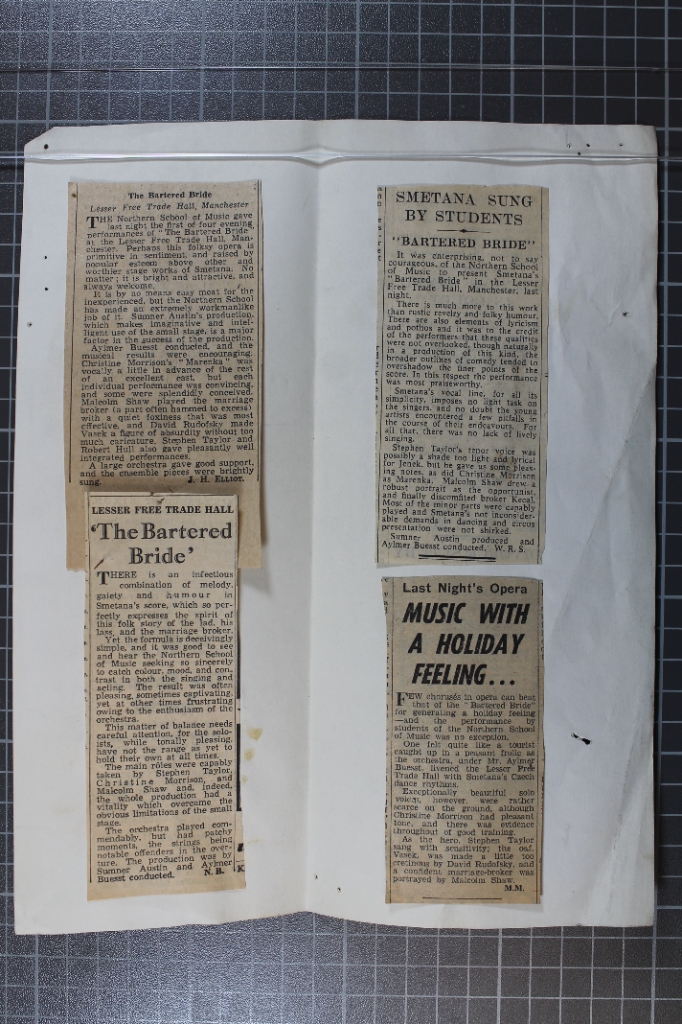 The Bartered Bride
Lesser Free Trade Hall, Manchester
THE Northern School of Music gave
last night the first of four evening
performances of "The Bartered Bride"
at the Lesser Free Trade Hall, Man-
chester. Perhaps this folksy opera is
primitive in sentiment, and raised by
popular esteem above other and
worthier stage works of Smetana. No
matter; it is bright and attractive, and
always welcome.
It is by no means easy meat for the
inexperienced, but the Northern School
has made an extremely workmanlike
job of it. Sumner Austin's production,
which makes imaginative and intel-
ligent use of the small stage, is a major
factor in the success of the production.
Aylmer Buesst conducted, and the
musical results were encouraging.
Christine Morrison's "Marenka" was
vocally a little in advance of the rest
of an excellent cast, but each
individual performance was convincing,
and some were splendidly conceived.
Malcolm Shaw played the marriage
broker (a part often hammed to excess)
with a quiet foxiness that was most
effective, and David Rudofsky made
Vasek a figure of absurdity without too
much caricature. Stephen Taylor and
Robert Hull also gave pleasantly well
integrated performances.
A large orchestra gave good support,
and the ensemble pieces were brightly
sung. J. H. ELLIOT.
LESSER FREE TRADE HALL
'The Bartered
Bride'
THERE is an infectious
combination of melody,
gaiety and humour in
Smetana's score, which so per-
fectly expresses the spirit of
this folk story of the lad, his
lass, and the marriage broker.
Yet the formula is deceivingly
simple, and it was good to see
and hear the Northern School
of Music seeking so sincerely
to catch colour, mood, and con-
trast in both the singing and
acting. The result was often
pleasing, sometimes captivating,
yet at other times frustrating
owing to the enthusiasm of the
orchestra.
This matter of balance needs
careful attention, for the solo-
ists, while tonally pleasing,
have not the range as yet to
hold their own at all times.
The main roles were capably
taken by Stephen Taylor,
Christine Morrison, and
Malcolm Shaw and, indeed,
the whole production had a
vitality which overcame the
obvious limitations of the small
stage.
The orchestra played com-
mendably, but had patchy
moments, the strings being
notable offenders in the over-
ture. The production was by
Sumner Austin and Aylmer
Buesst conducted. N. B.
SMETANA SUNG
BY STUDENTS
"BARTERED BRIDE"
It was enterprising, not to say
courageous, of the Northern School
of Music to present Smetana's
"Bartered Bride" in the Lesser
Free Trade Hall, Manchester, last
night.
There is much more to this work
than rustic revelry and folky humour.
There are also elements of lyricism
and pathos and it was to the credit
of the performers that these qualities
were not overlooked, though naturally
in a production of this kind, the
broader outlines of comedy tended to
overshadow the finer points of the
score. In this respect the performance
was most praiseworthy.
Smetana's vocal line, for all its
simplicity, imposes no light task on
the singers, and no doubt the young
artists encountered a few pitfalls in
the course of their endeavours. For
all that, there was no lack of lively
singing.
Stephen Taylor's tenor voice was
possibly a shade too light and lyrical
for Jenek, but he gave us some pleas-
ing notes, as did Christine Morrison
as Marenka. Malcolm Shaw drew a
robust portrait as the opportunist,
and finally discomfited broker Kecal.
Most of the minor parts were capably
played and Smetana's not inconsider-
able demands in dancing and circus
presentation were not shirked.
Sumner Austin produced and
Aylmer Buesst conducted. W. R. S.
Last Night's Opera
MUSIC WITH
A HOLIDAY
FEELING...
FEW choruses in opera can beat
that of the "Bartered Bride"
for generating a holiday feeling
—and the performance by
students of the Northern School
of Music was no exception.
One felt quite like a tourist
caught up in a peasant frolic as
the orchestra, under Mr. Aylmer
Buesst, livened the Lesser Free
Trade Hall with Smetana's Czech
dance rhythms.
Exceptionally beautiful solo
voices, however, were rather
scarce on the ground, although
Christine Morrison had pleasant
tone, and there was evidence
throughout of good training.
As the hero, Stephen Taylor
sang with sensitivity; the oaf,
Vasek, was made a little too
cretinous by David Rudofsky, and
a confident marriage-broker was
portrayed by Malcolm Shaw.
M.M.